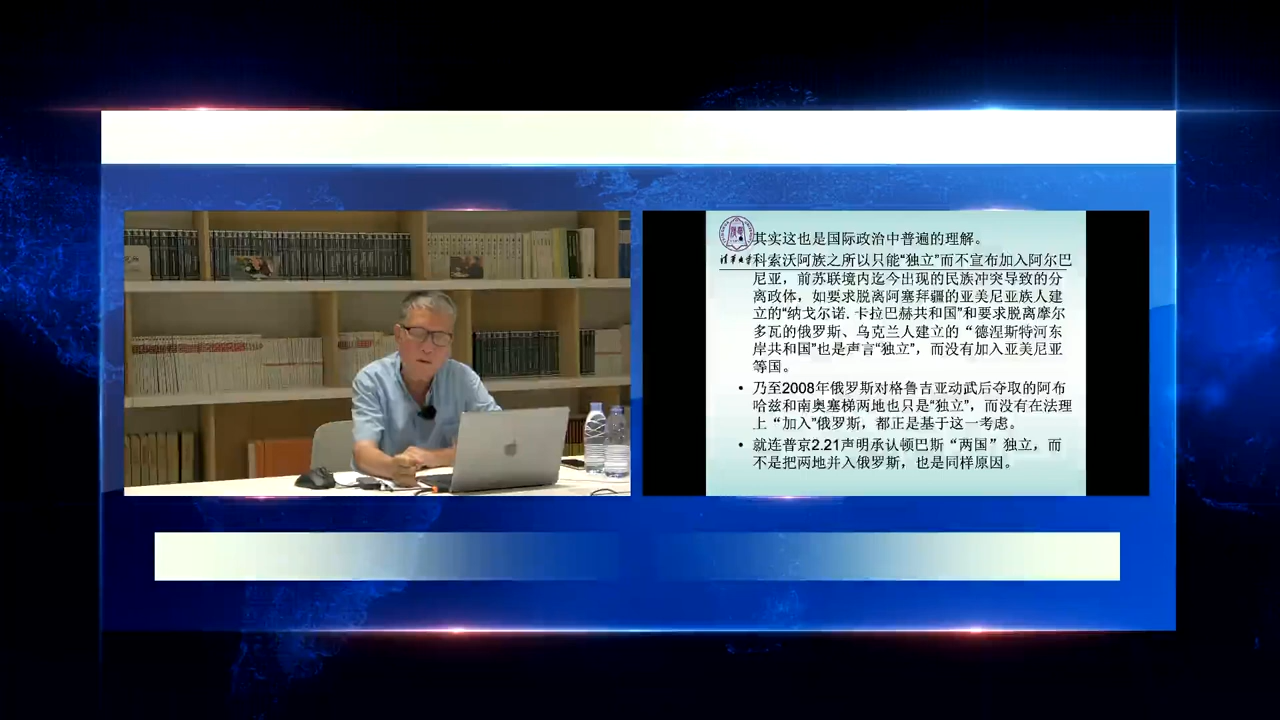 其实这也是国际政治中普遍的理解。
清华大学
科索沃阿族之所以只能“独立”而不宣布加入阿尔巴
尼亚，前苏联境内迄今出现的民族冲突导致的分
离政体，如要求脱离阿塞拜疆的亚美尼亚族人建
立的“纳戈尔诺. 卡拉巴赫共和国”和要求脱离摩尔
多瓦的俄罗斯、乌克兰人建立的“德涅斯特河东
岸共和国”也是声言“独立”，而没有加入亚美尼亚
等国。
• 乃至2008年俄罗斯对格鲁吉亚动武后夺取的阿布
哈兹和南奥塞梯两地也只是“独立”，而没有在法理
上“加入”俄罗斯，都正是基于这一考虑。
• 就连普京2.21声明承认顿巴斯“两国”独立，而
不是把两地并入俄罗斯，也是同样原因。